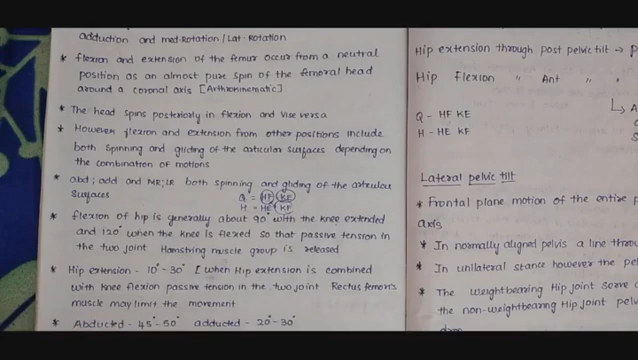 adduction and med.Rotation / Lat. Rotation
* flexion and extension of the femur occur from a neutral
position as an almost pure spin of the femoral head
around a coronal axis [Arthrokinematic]
* The head spins posteriorly in flexion and vise versa
* However flexion and extension from other positions include
both spinning and gliding of the articular surfaces depending on
the combination of motions
* abd; add and MR; LR both spinning and gliding of the articular
surfaces
Q = HF KE
H = HE KF
* flexion of hip is generally about 90° with the knee extended
and 120° when the knee is flexed so that passive tension in
the two joint Hamstring muscle group is released
* Hip extension - 10°-30° [ when Hip extension is combined
with knee flexion passive tension in the two joint Rectus femoris
muscle may limit the movement
* Abducted - 45°-50° adducted - 20°-30°
Hip extension through post pelvic tilt →
Hip Flexion " Ant " "
Q - HF KE
H - HE KF
Lateral pelvic tilt
* Frontal plane motion of the entire
axis
* In normally aligned pelvis a line
* In unilateral stance however the
* The weightbearing Hip joint
the non-weightbearing Hip joint